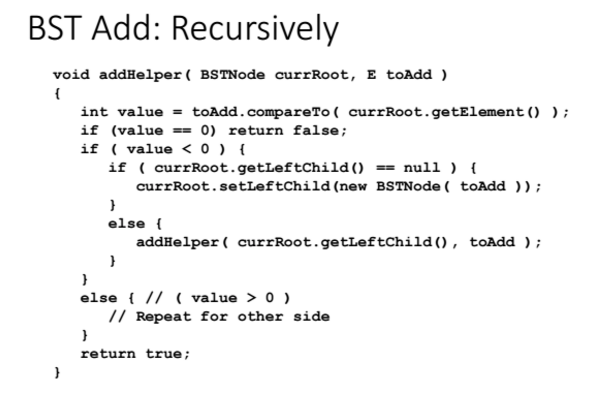 BST Add: Recursively
void addHelper( BSTNode currRoot, E toAdd )
{
int value = toAdd.compareTo( currRoot.getElement() );
if (value == 0) return false;
if ( value < 0 ) {
if ( currRoot.getLeftChild() == null ) {
currRoot.setLeftChild(new BSTNode( toAdd ));
}
else {
addHelper( currRoot.getLeftChild(), toAdd );
}
}
else { // ( value > 0 )
// Repeat for other side
}
return true;
}